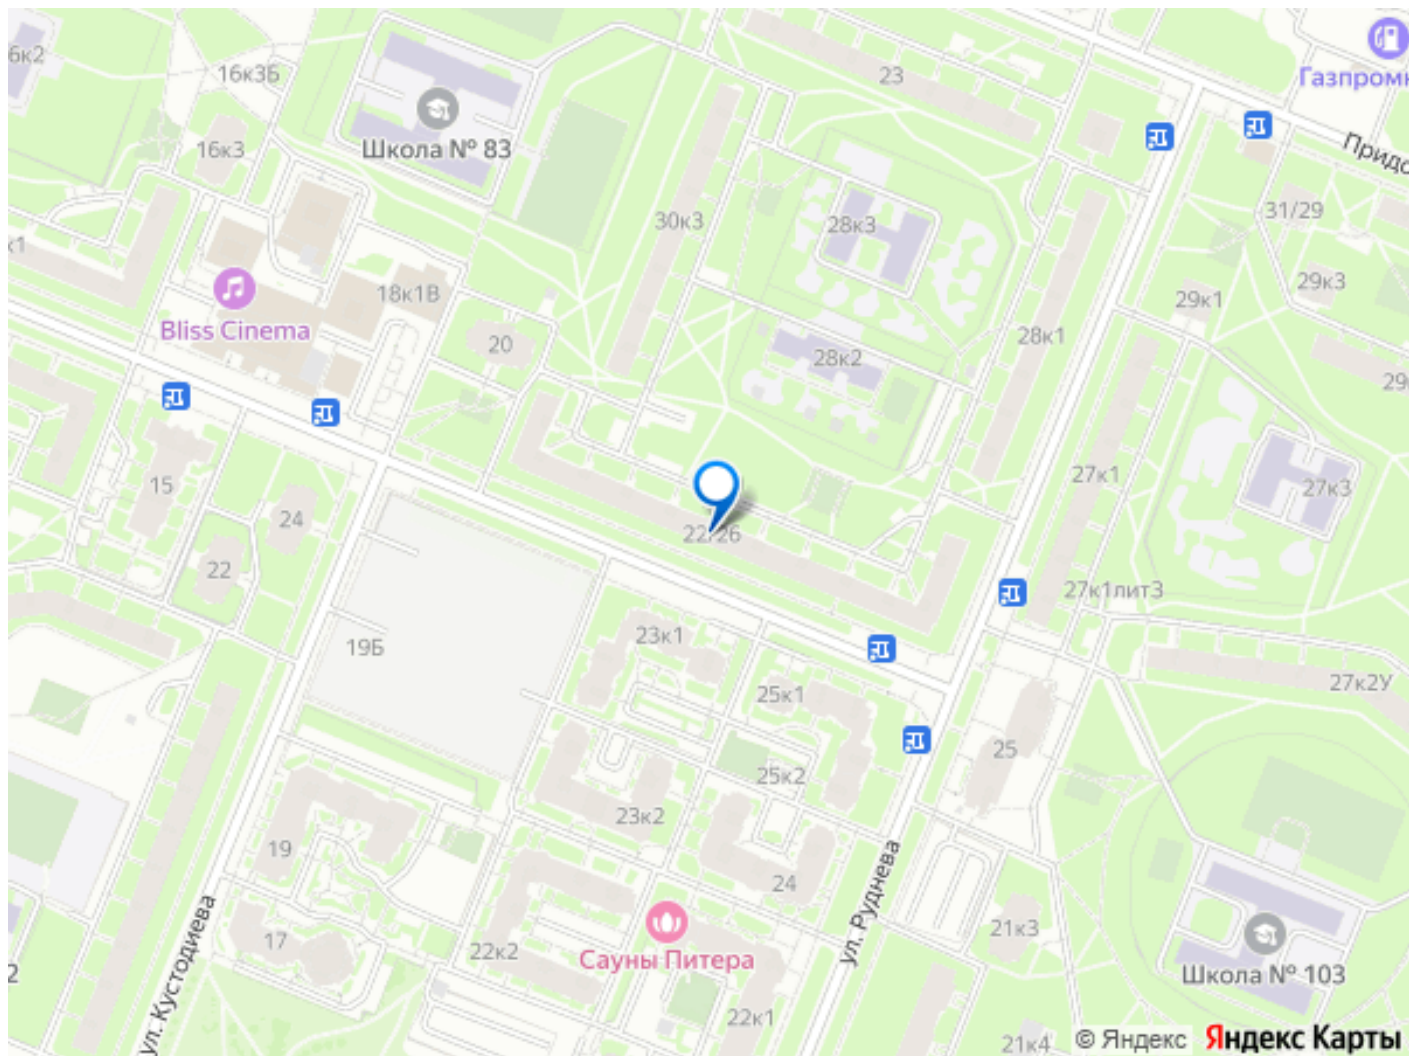 6к2
16к3Б
23
Газпромн
Школа № 83
16к3
Придо
30к3
28к3
31/29
к1
29к3
18к1В
29к1
Bliss Cinema
20
28к2
28к1
29
15
24
27к1
27к3
22/26
22
27к1лит3
23к1
19Б
25к1
27к2У
25
25к2
23к2
19
24
ул. Руднева
ул. Кустодиева
17
22к2
Сауны Питера
21к3
2
Школа № 103
22к1
21к4
© Яндекс
Яндекс Карты